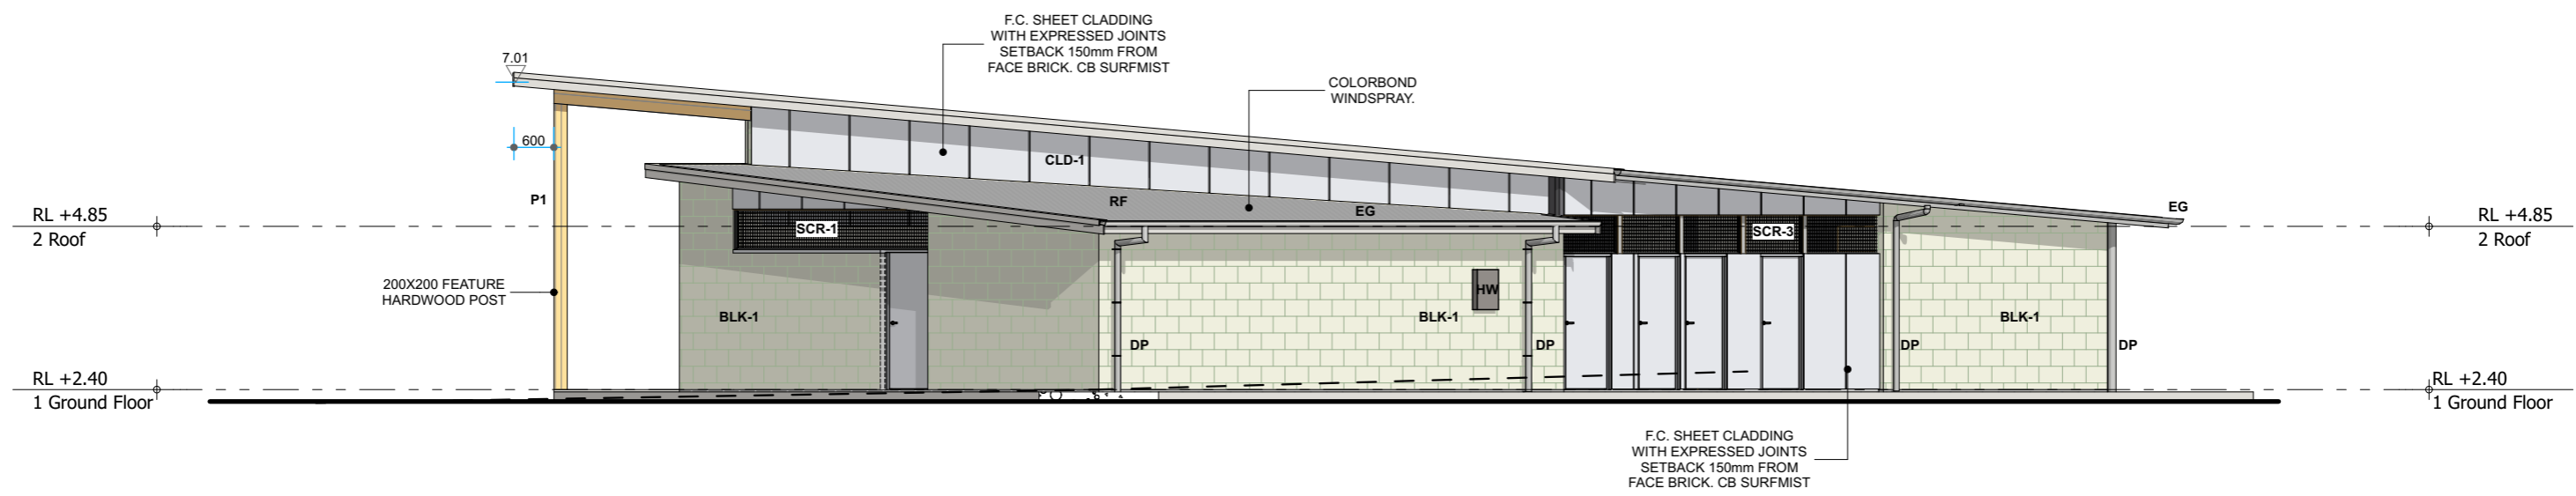 F.C. SHEET CLADDING
WITH EXPRESSED JOINTS
SETBACK 150mm FROM
FACE BRICK. CB SURFMIST
7.01
COLORBOND
WINDSPRAY.
600
CLD-1
P1
RF
EG
EG
RL +4.85
2 Roof
SCR-1
SCR-3
RL +4.85
2 Roof
200X200 FEATURE
HARDWOOD POST
HW
BLK-1
BLK-1
BLK-1
DP
DP
DP
DP
RL +2.40
1 Ground Floor
RL +2.40
1 Ground Floor
F.C. SHEET CLADDING
WITH EXPRESSED JOINTS
SETBACK 150mm FROM
FACE BRICK. CB SURFMIST